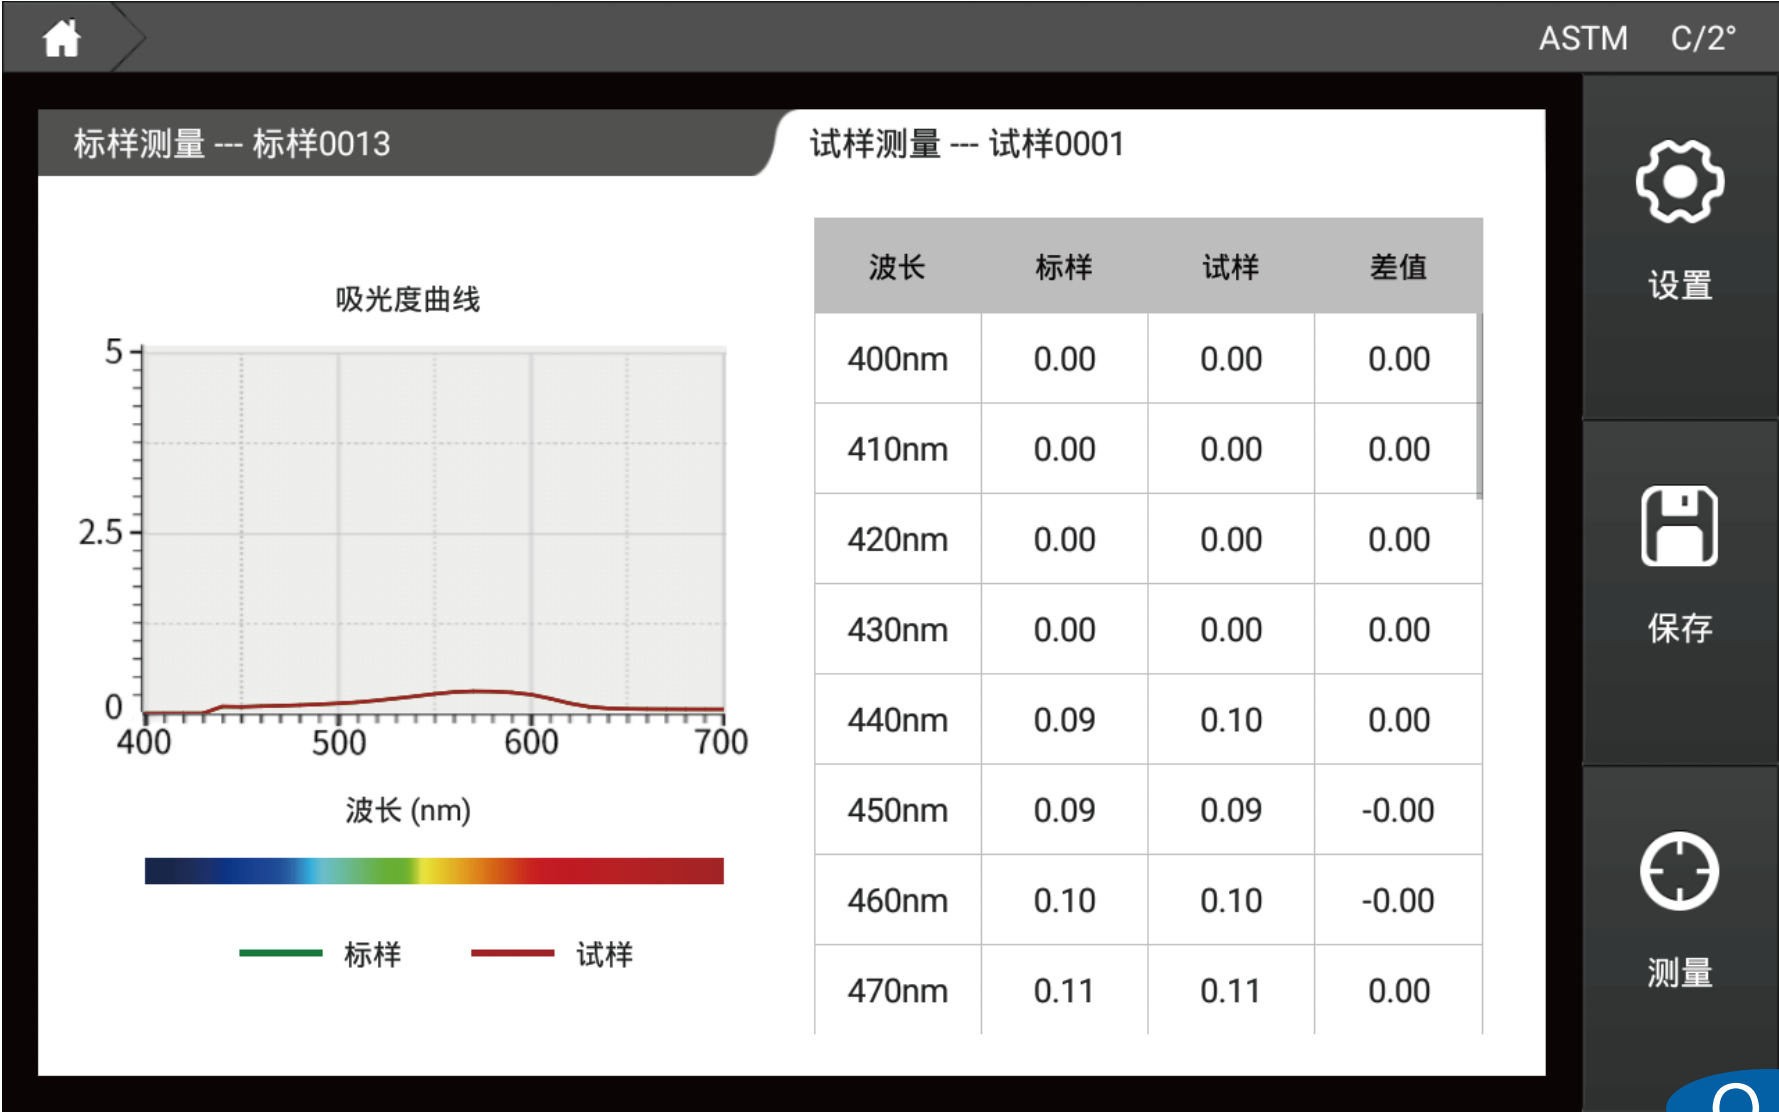 ASTM C/2°
标样测量 --- 标样0013
试样测量 --- 试样0001
吸光度曲线
5
2.5
0
400 500 600 700
波长 (nm)
标样 试样
波长 标样 试样 差值
400nm 0.00 0.00 0.00
410nm 0.00 0.00 0.00
420nm 0.00 0.00 0.00
430nm 0.00 0.00 0.00
440nm 0.09 0.10 0.00
450nm 0.09 0.09 -0.00
460nm 0.10 0.10 -0.00
470nm 0.11 0.11 0.00
设置
保存
测量